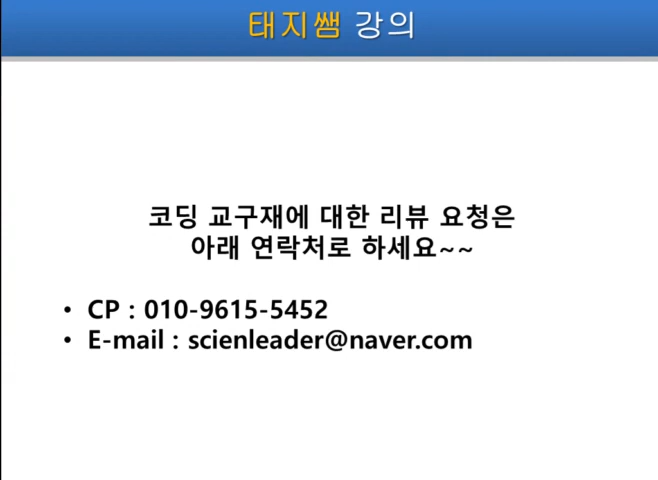 태지쌤 강의
코딩 교구재에 대한 리뷰 요청은
아래 연락처로 하세요~~
• CP : 010-9615-5452
• E-mail : scienleader@naver.com